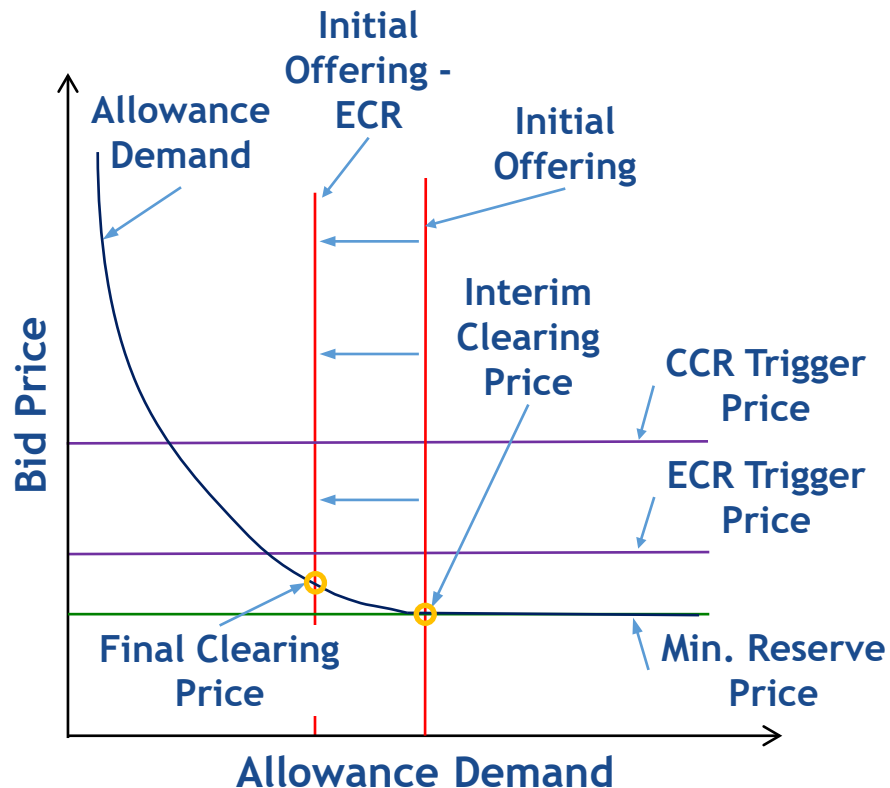 Initial
Offering -
ECR
Allowance
Demand
Initial
Offering
Interim
Clearing
Price
CCR Trigger
Price
ECR Trigger
Price
Bid Price
Final Clearing
Price
Min. Reserve
Price
Allowance Demand